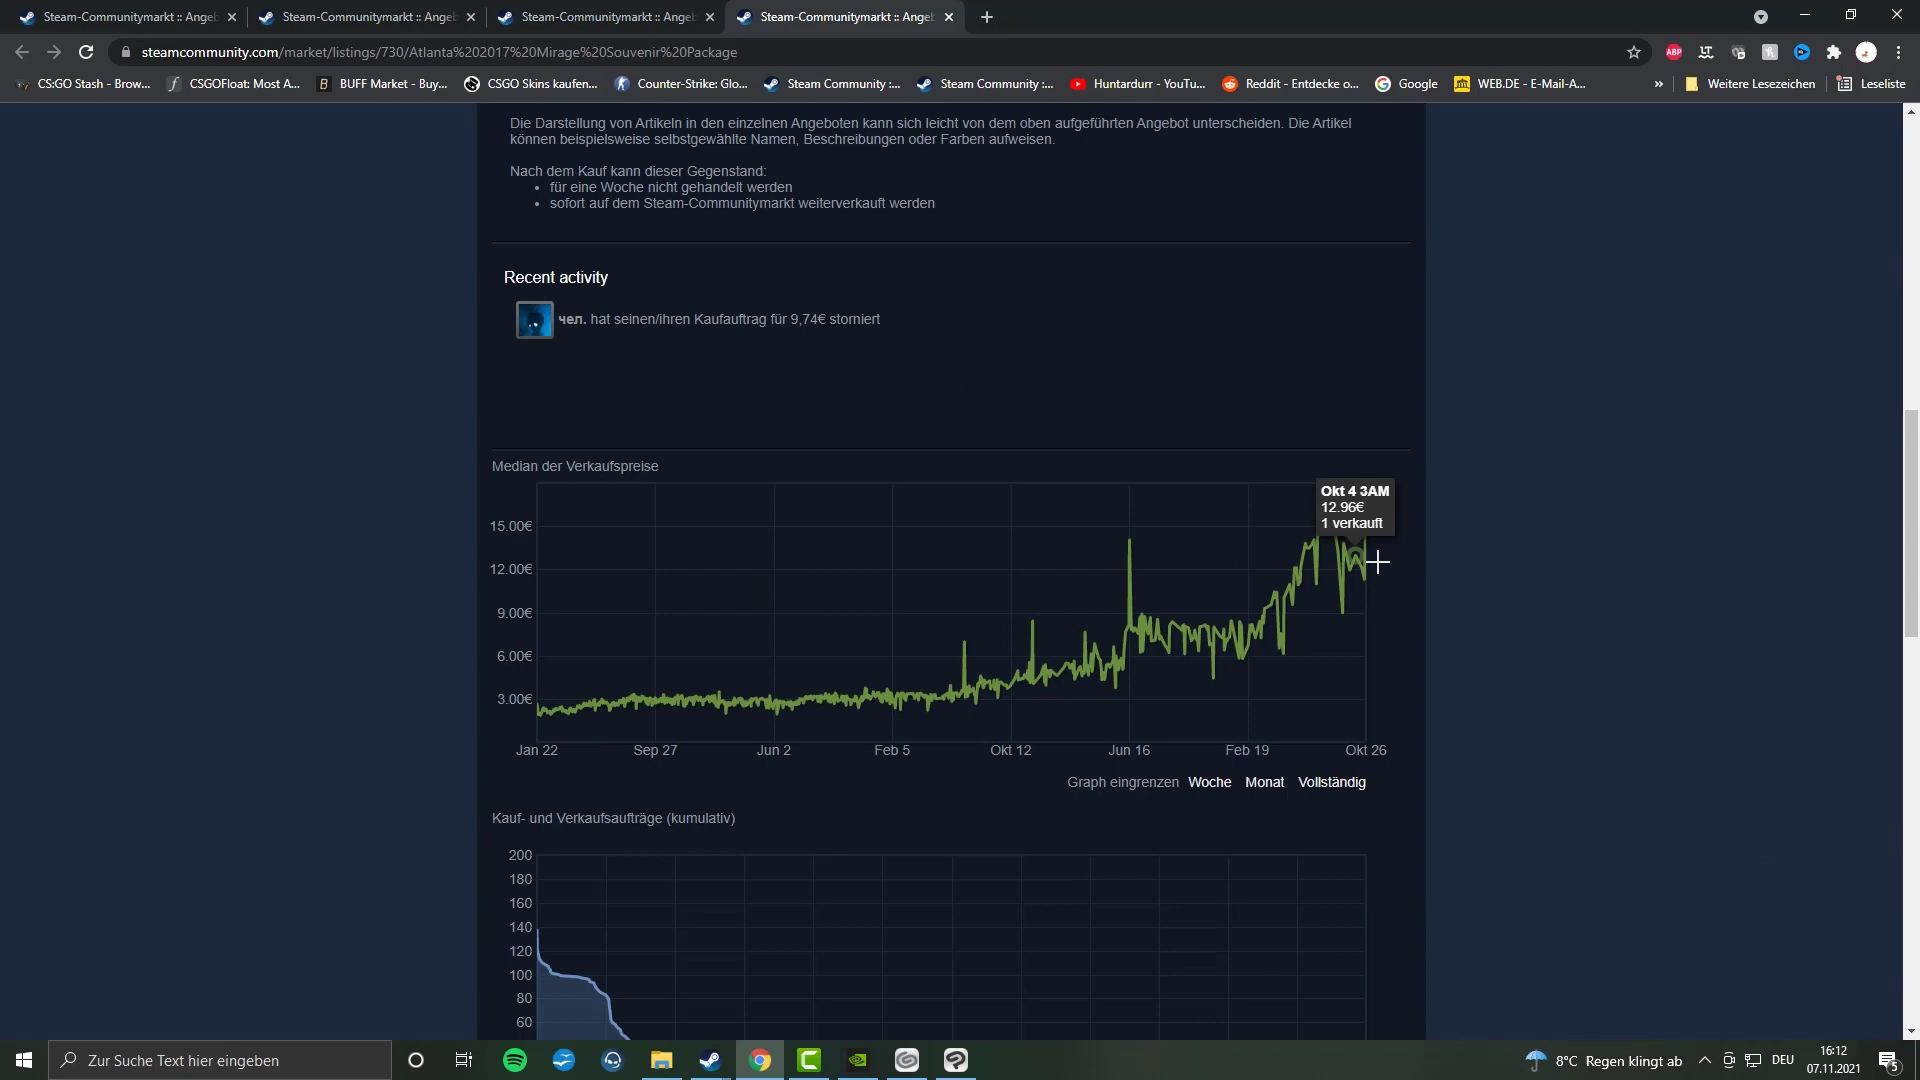 Steam-Communitymarkt :: Angeb
Steam-Communitymarkt :: Angeb
Steam-Communitymarkt :: Angeb
Steam-Communitymarkt :: Angeb
steamcommunity.com/market/listings/730/Atlanta%202017%20Mirage%20Souvenir%20Package
ABP
CS:GO Stash - Brow...
CSGOFloat: Most A...
BUFF Market - Buy...
CSGO Skins kaufen...
Counter-Strike: Glo...
Steam Community :...
Steam Community :...
Huntardurr - YouTu...
Reddit - Entdecke o...
Google
WEB.DE - E-Mail-A...
»
Weitere Lesezeichen
Leseliste
Die Darstellung von Artikeln in den einzelnen Angeboten kann sich leicht von dem oben aufgeführten Angebot unterscheiden. Die Artikel
können beispielsweise selbstgewählte Namen, Beschreibungen oder Farben aufweisen.
Nach dem Kauf kann dieser Gegenstand:
• für eine Woche nicht gehandelt werden
• sofort auf dem Steam-Communitymarkt weiterverkauft werden
Recent activity
чел. hat seinen/ihren Kaufauftrag für 9,74€ storniert
Median der Verkaufspreise
Okt 4 3AM
12.96€
1 verkauft
15.00€
12.00€
9.00€
6.00€
3.00€
Jan 22
Sep 27
Jun 2
Feb 5
Okt 12
Jun 16
Feb 19
Okt 26
Graph eingrenzen Woche Monat Vollständig
Kauf- und Verkaufsaufträge (kumulativ)
200
180
160
140
120
100
80
60
Zur Suche Text hier eingeben
8°C Regen klingt ab
DEU
16:12
07.11.2021
5